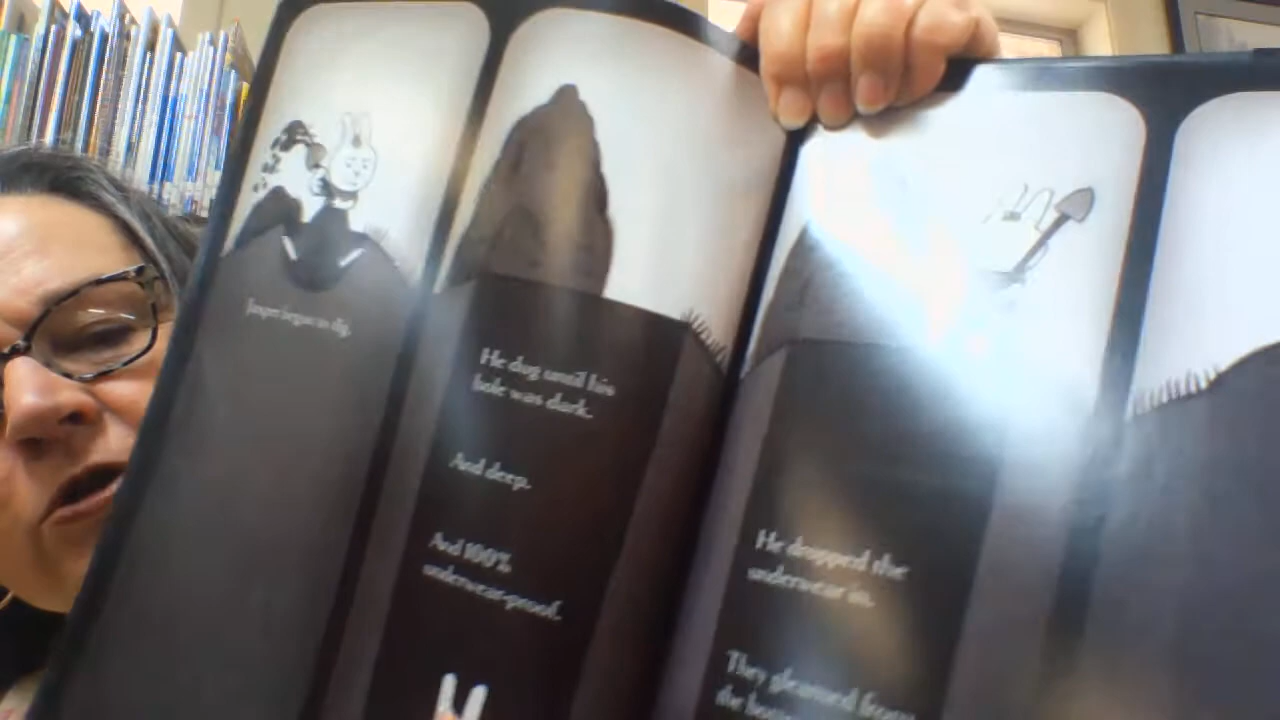 Jasper began to dig.
He dug until his
hole was dark.
And deep.
And 100%
underwear-proof.
He dropped the
underwear in.
They gleamed from
the